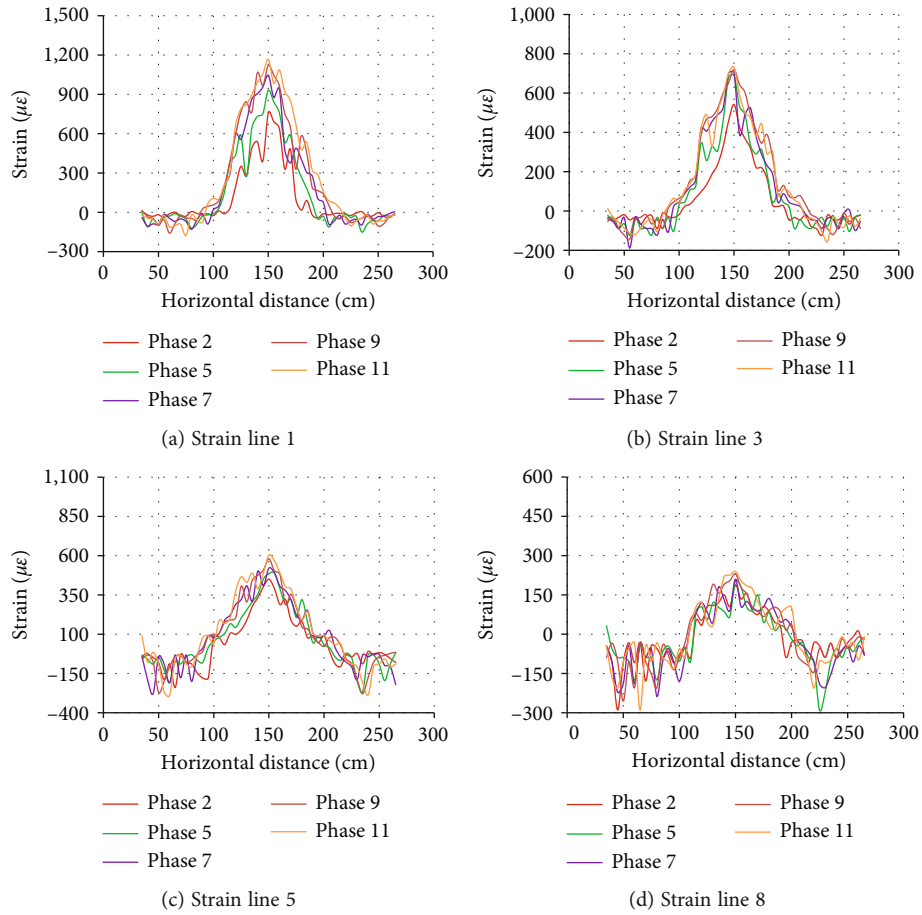 1,500
1,200
900
600
300
0
−300
Strain (με)
0 50 100 150 200 250 300
Horizontal distance (cm)
Phase 2
Phase 5
Phase 7
Phase 9
Phase 11
(a) Strain line 1
1,000
800
600
400
200
0
−200
Strain (με)
0 50 100 150 200 250 300
Horizontal distance (cm)
Phase 2
Phase 5
Phase 7
Phase 9
Phase 11
(b) Strain line 3
1,100
850
600
350
100
−150
−400
Strain (με)
0 50 100 150 200 250 300
Horizontal distance (cm)
Phase 2
Phase 5
Phase 7
Phase 9
Phase 11
(c) Strain line 5
600
450
300
150
0
−150
−300
Strain (με)
0 50 100 150 200 250 300
Horizontal distance (cm)
Phase 2
Phase 5
Phase 7
Phase 9
Phase 11
(d) Strain line 8